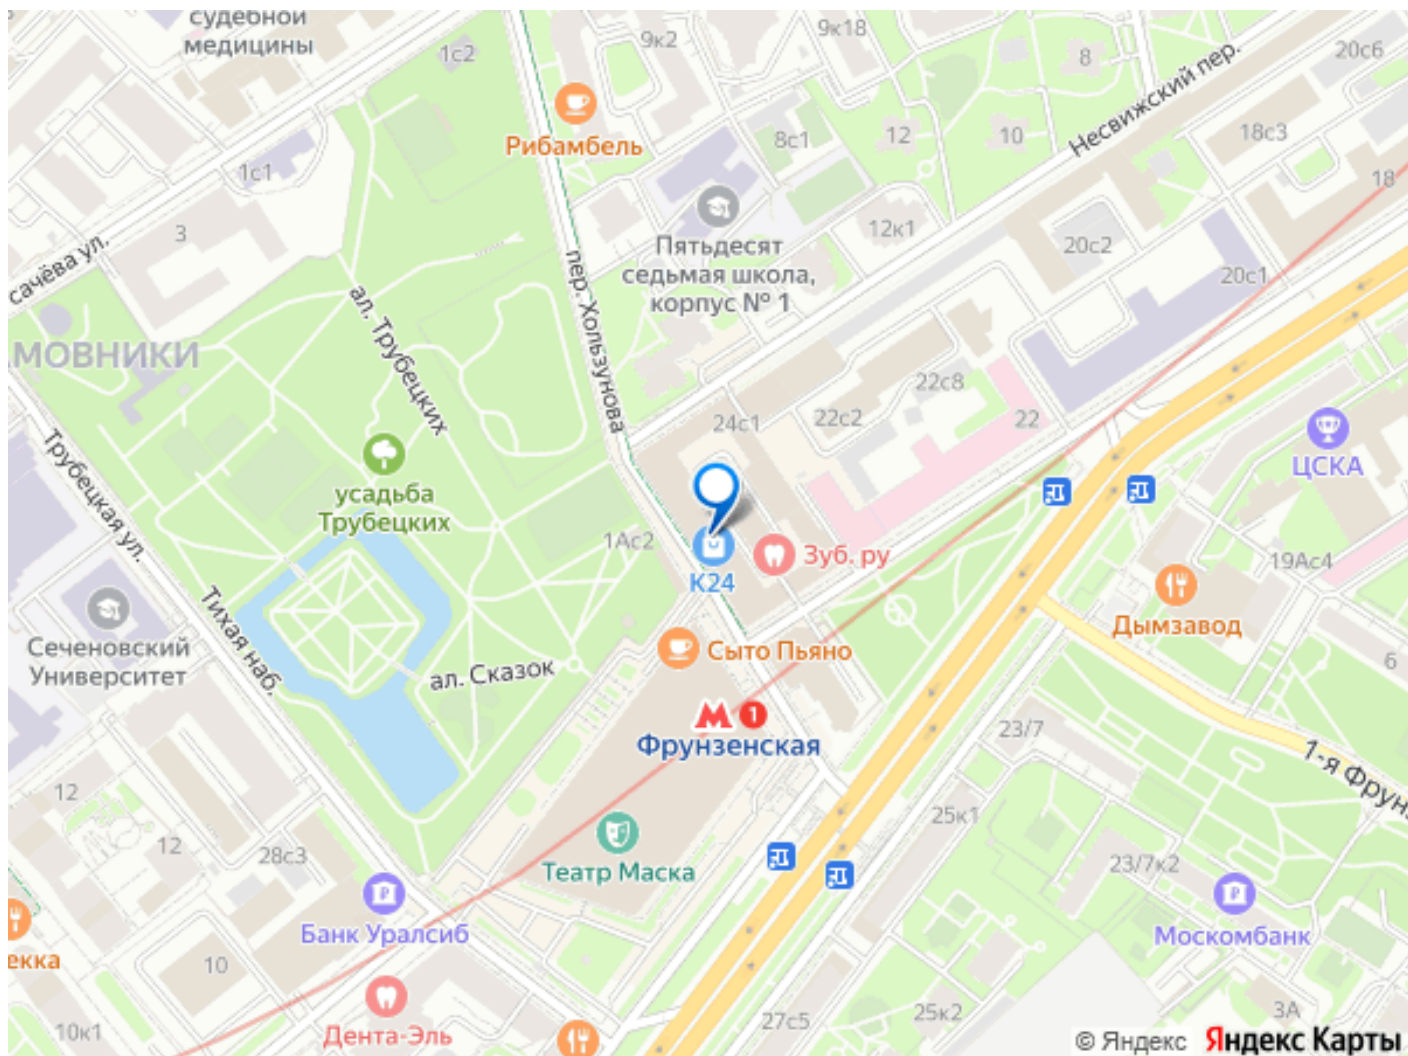 судебной
медицины
1с2
9к2
9к18
8
20с6
Рибамбель
8с1
12
10
Несвижский пер.
18с3
18
1с1
3
сачёва ул.
Пятьдесят
седьмая школа,
корпус № 1
12к1
20с2
20с1
пер. Хользунова
ал. Трубецких
МОВНИКИ
22с8
22с2
24с1
22
ЦСКА
усадьба
Трубецких
Трубецкая ул.
1Ас2
К24
Зуб.ру
19Ас4
Дымзавод
Сеченовский
Университет
Тихая наб.
ал. Сказок
Сыто Пьяно
6
М 1
Фрунзенская
23/7
1-я Фрун
12
12
28с3
Театр Маска
25к1
23/7к2
Банк Уралсиб
Москомбанк
екка
10
10к1
Дента-Эль
27с5
25к2
3А
© Яндекс Яндекс Карты